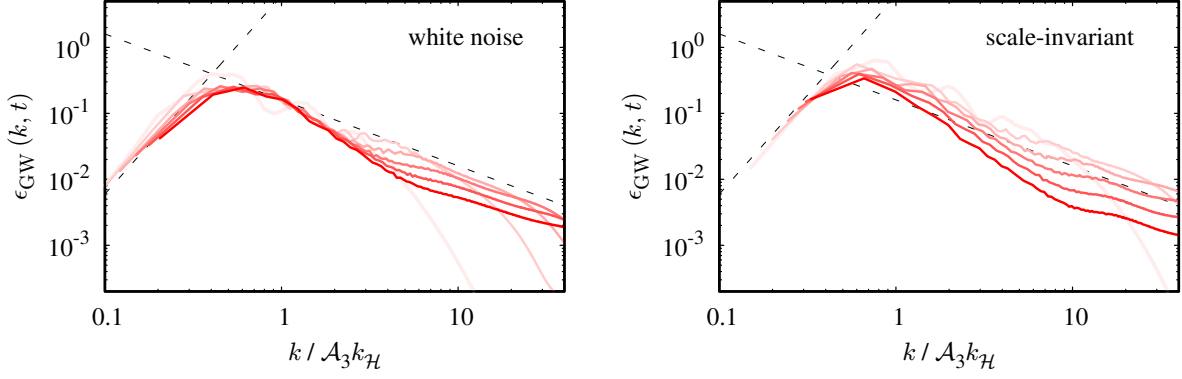 white noise
ϵ_GW (k, t)
10^0
10^-1
10^-2
10^-3
0.1 1 10
k / 𝒜_3 k_ℋ
scale-invariant
ϵ_GW (k, t)
10^0
10^-1
10^-2
10^-3
0.1 1 10
k / 𝒜_3 k_ℋ